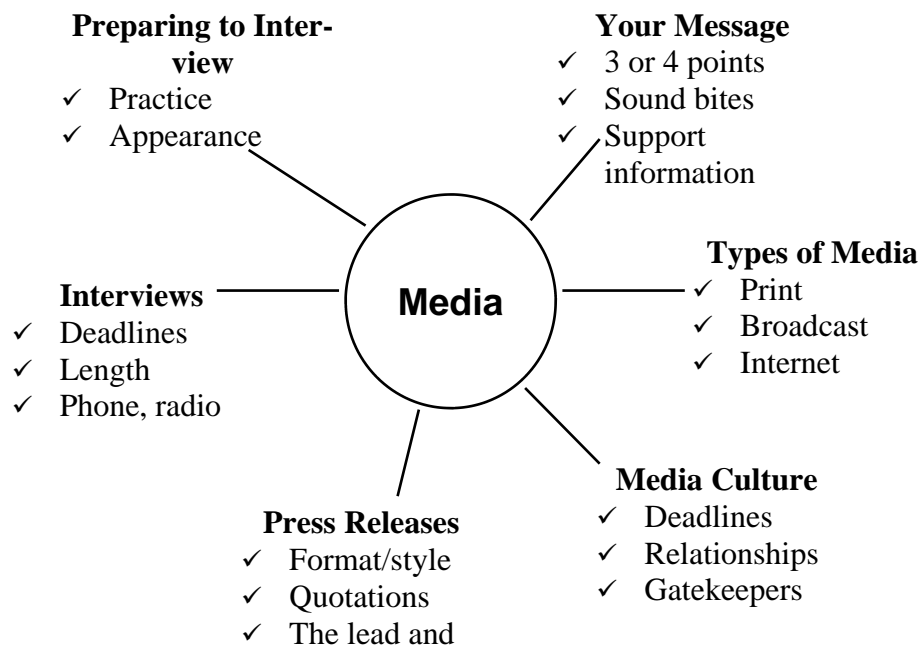 Preparing to Inter-
view
✓ Practice
✓ Appearance
Your Message
✓ 3 or 4 points
✓ Sound bites
✓ Support
information
Types of Media
✓ Print
✓ Broadcast
✓ Internet
Media
Interviews
✓ Deadlines
✓ Length
✓ Phone, radio
Media Culture
✓ Deadlines
✓ Relationships
✓ Gatekeepers
Press Releases
✓ Format/style
✓ Quotations
✓ The lead and